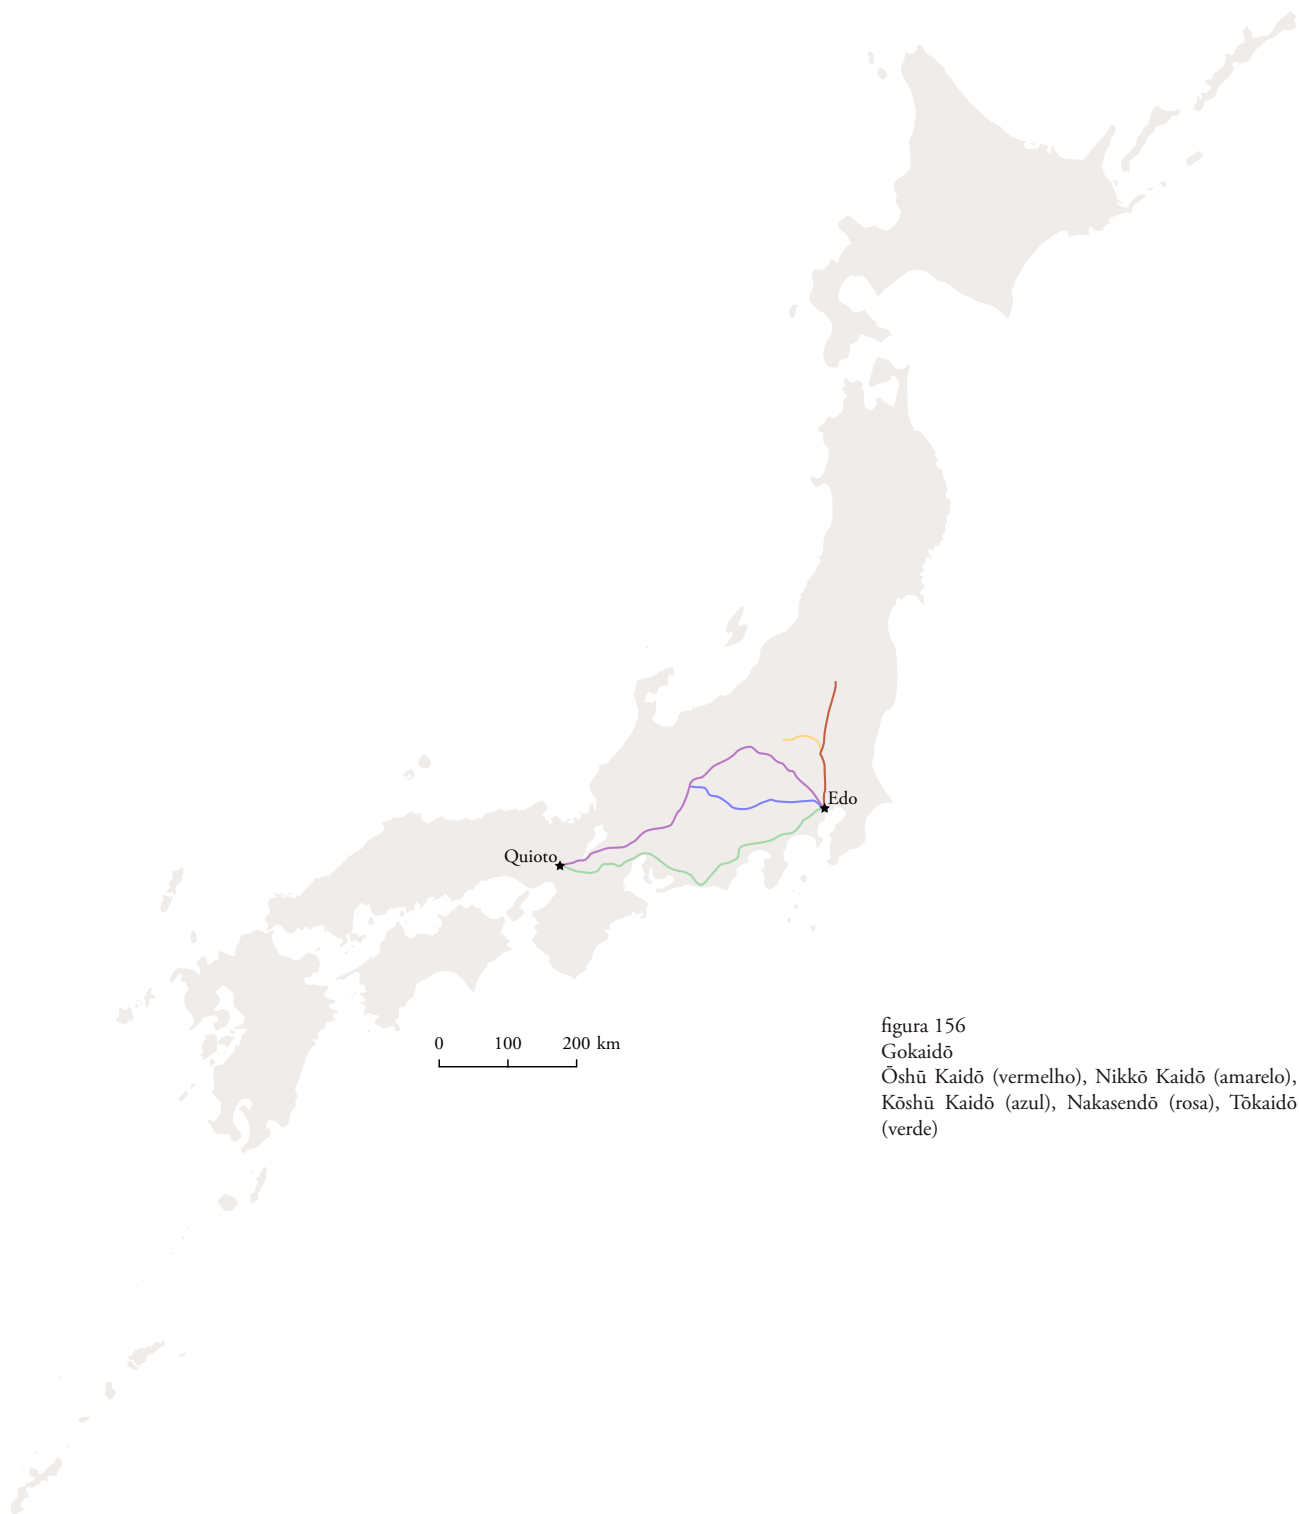 Edo
Quioto
0 100 200 km
figura 156
Gokaidō
Ōshū Kaidō (vermelho), Nikkō Kaidō (amarelo),
Kōshū Kaidō (azul), Nakasendō (rosa), Tōkaidō
(verde)